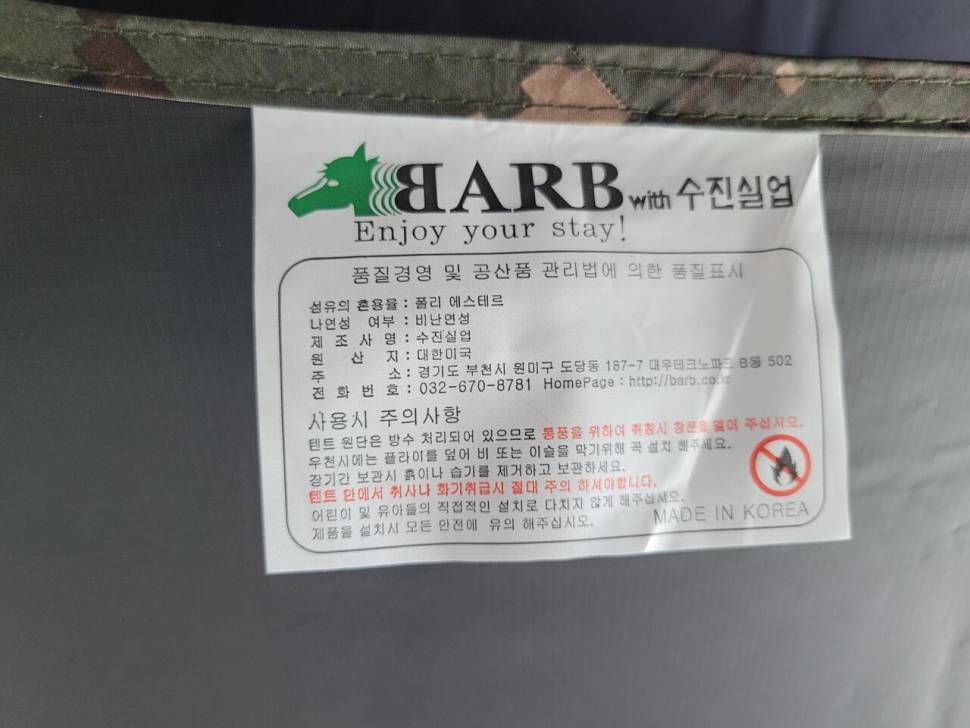 BARB with 수진실업
Enjoy your stay!
품질경영 및 공산품 관리법에 의한 품질표시
섬유의 혼용율 : 폴리 에스테르
나연성 여부 : 비난연성
제 조 사 명 : 수진실업
원 산 지 : 대한미국
주 소 : 경기도 부천시 원미구 도당동 187-7 대우테크노파크 B동 502
전 화 번 호 : 032-670-8781 HomePage : http://barb.co.kr
사용시 주의사항
텐트 원단은 방수 처리되어 있으므로 통풍을 위하여 취침시 창문을 열어 주십시오.
우천시에는 플라이를 덮어 비 또는 이슬을 막기위해 꼭 설치 해주세요.
장기간 보관시 흙이나 습기를 제거하고 보관하세요.
텐트 안에서 취사나 화기취급시 절대 주의 하셔야합니다.
어린이 및 유아들의 직접적인 설치로 다치지 않게 해주십시오.
제품을 설치시 모든 안전에 유의 해주십시오.
MADE IN KOREA